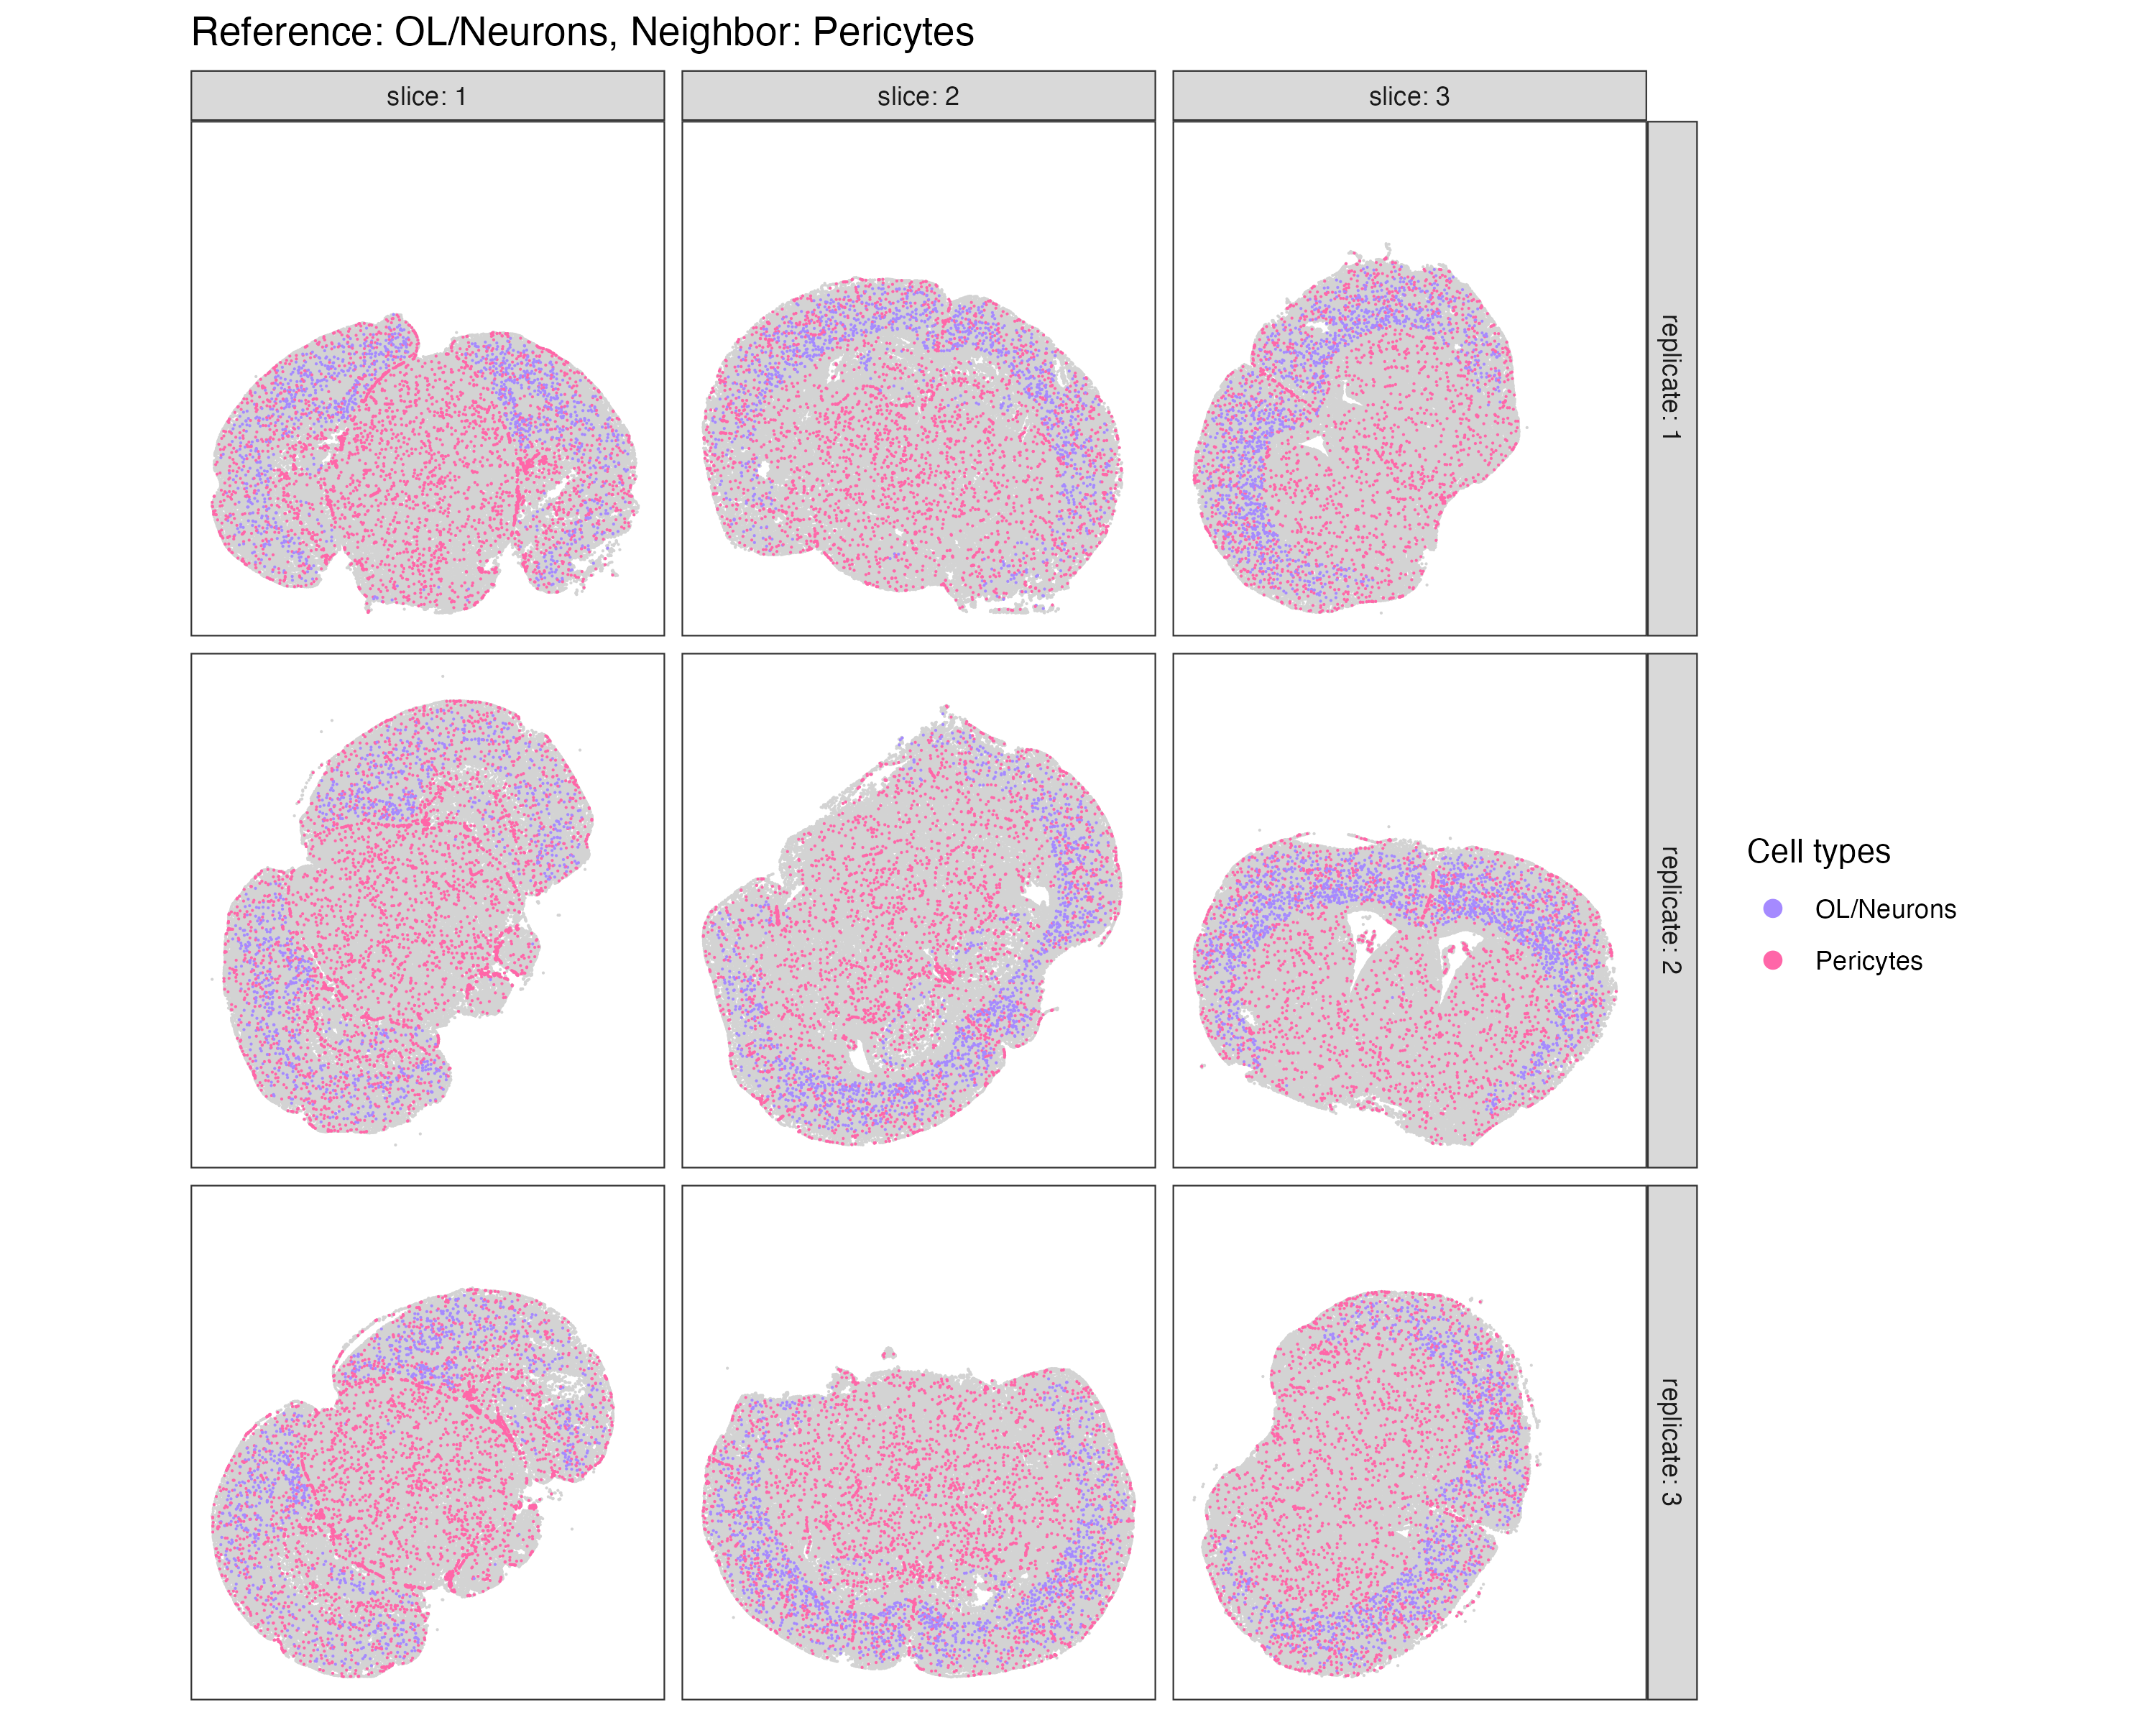 Reference: OL/Neurons, Neighbor: Pericytes
slice: 1
slice: 2
slice: 3
replicate: 1
replicate: 2
replicate: 3
Cell types
OL/Neurons
Pericytes